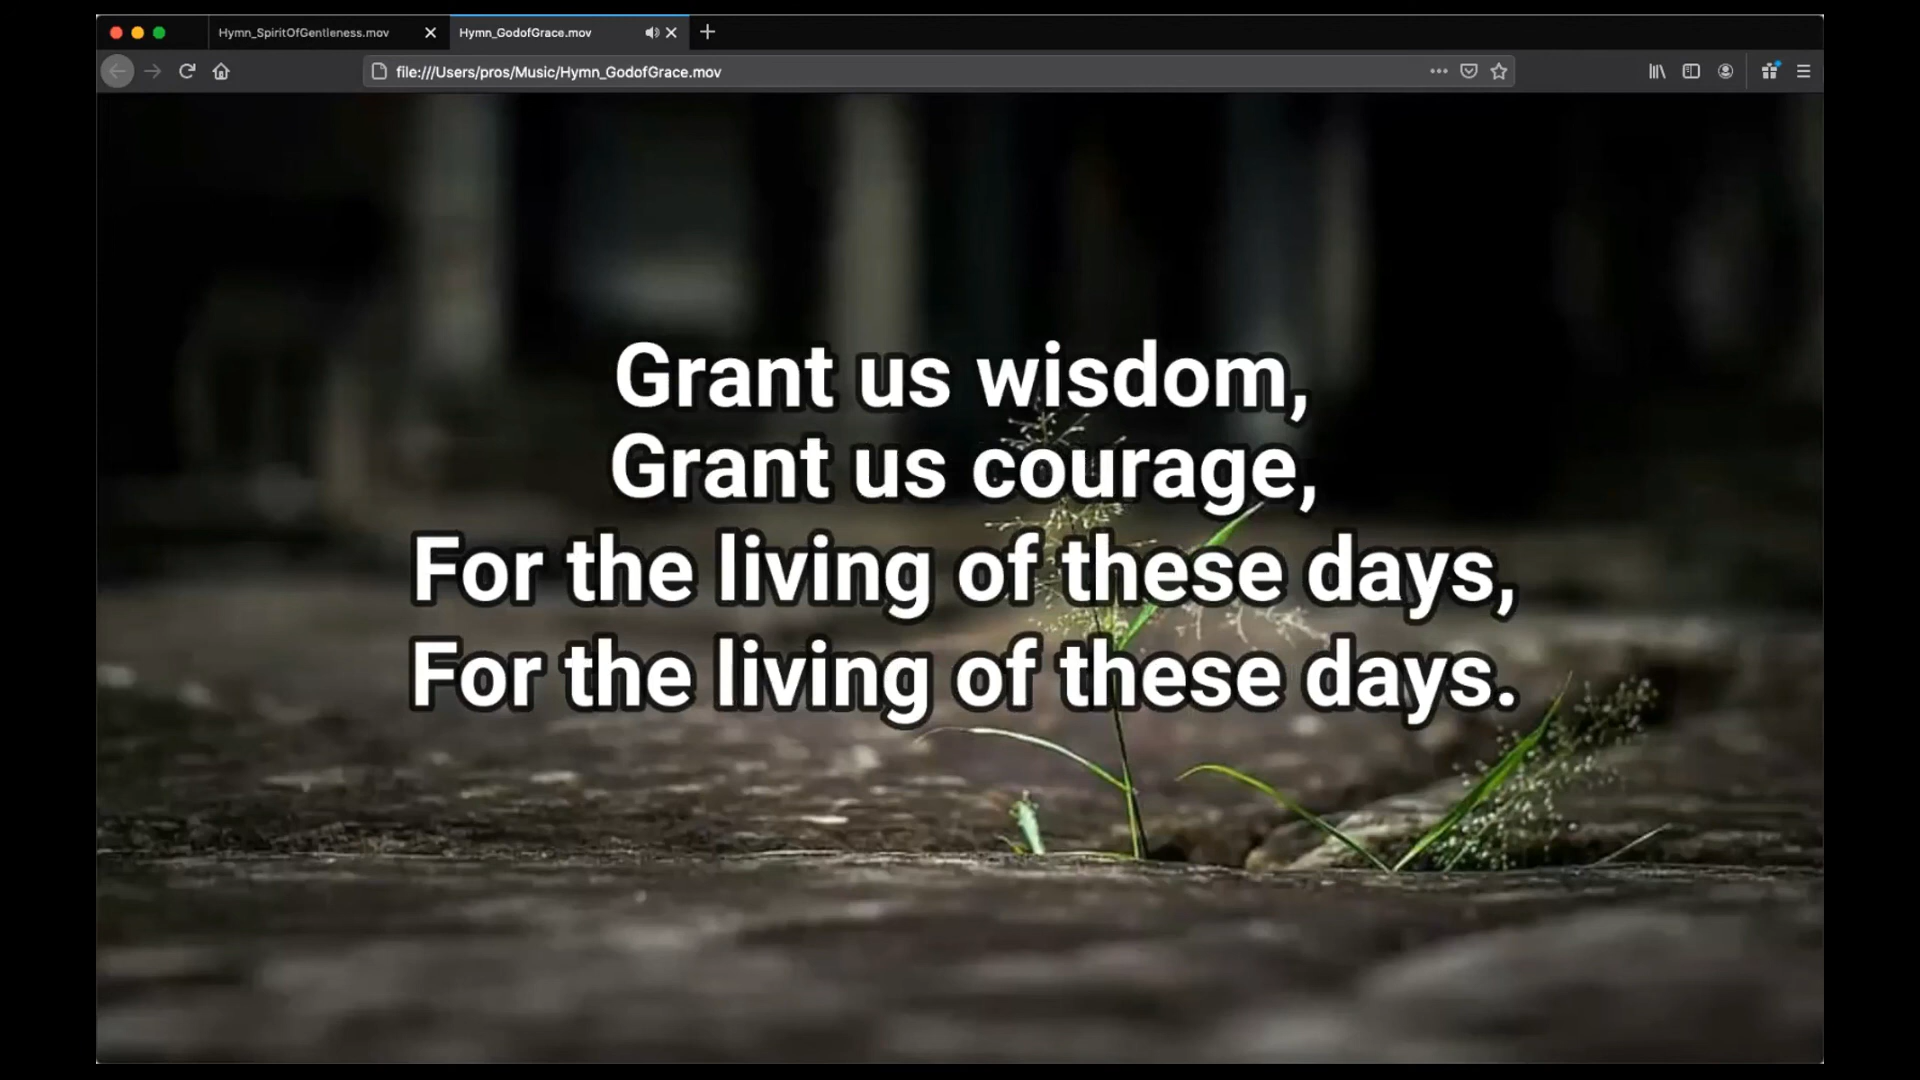 Hymn_SpiritOfGentleness.mov
Hymn_GodofGrace.mov
file:///Users/pros/Music/Hymn_GodofGrace.mov
Grant us wisdom,
Grant us courage,
For the living of these days,
For the living of these days.